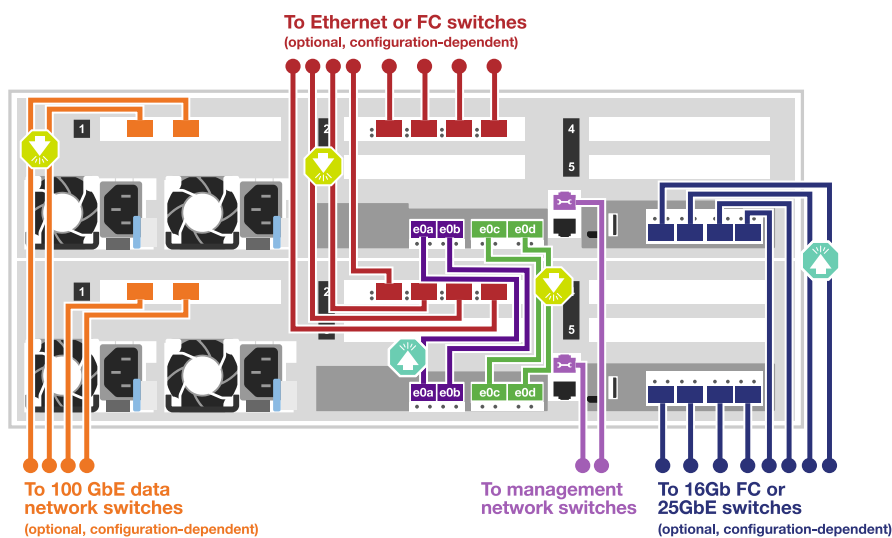 To Ethernet or FC switches
(optional, configuration-dependent)
1
2
4
5
e0a e0b e0c e0d
1
2
5
e0a e0b e0c e0d
To 100 GbE data
network switches
(optional, configuration-dependent)
To management
network switches
To 16Gb FC or
25GbE switches
(optional, configuration-dependent)